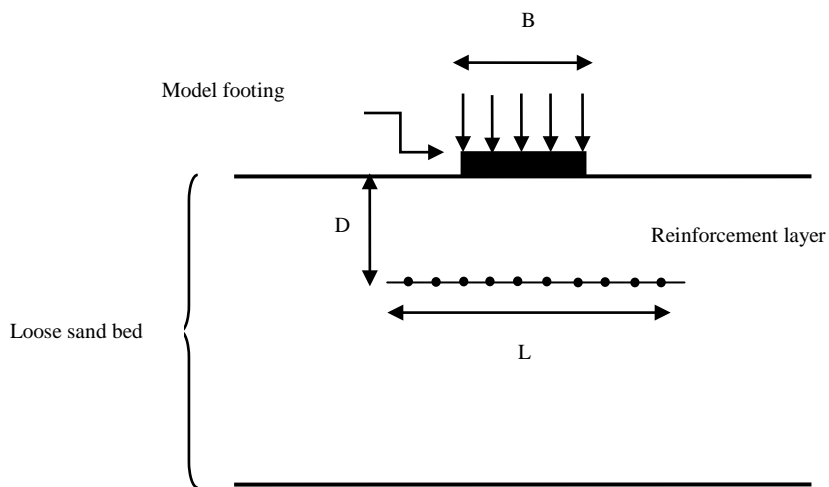 B
Model footing
D
Reinforcement layer
Loose sand bed
L